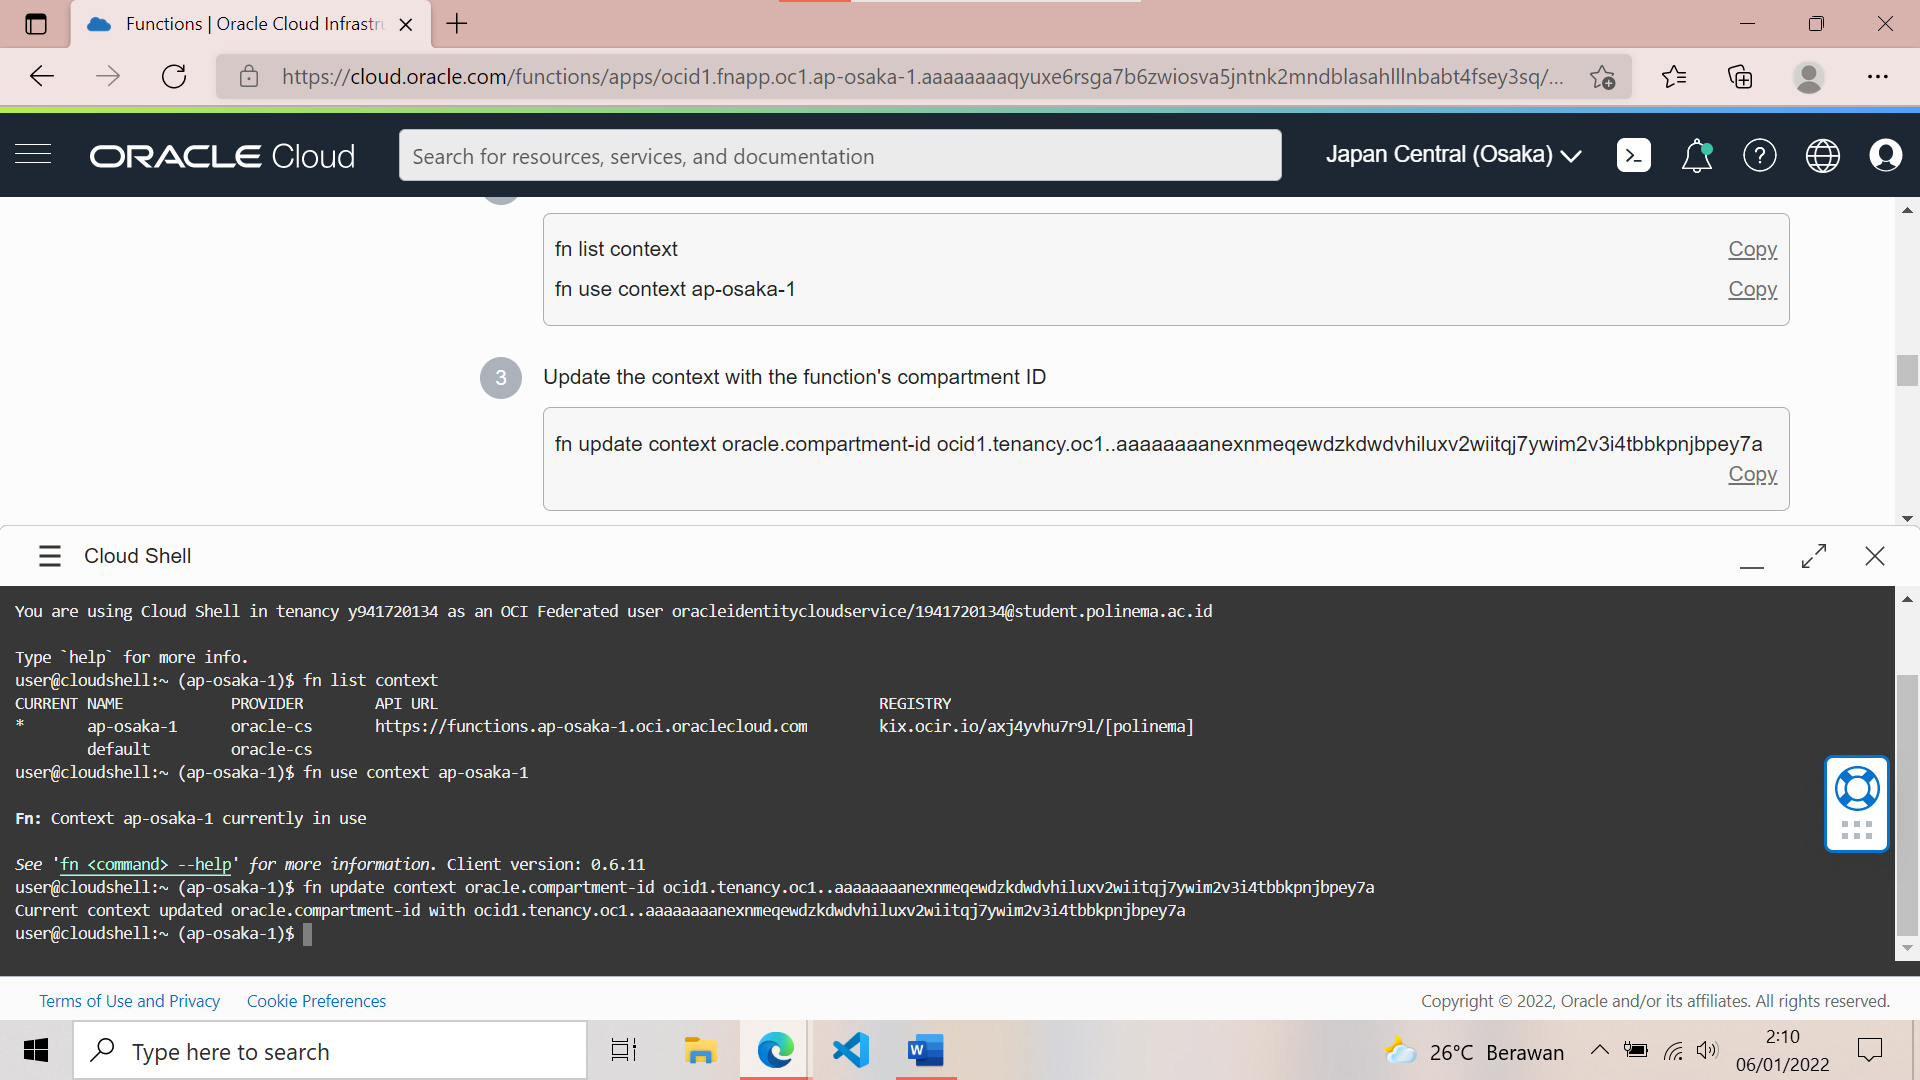 Functions | Oracle Cloud Infrastru
https://cloud.oracle.com/functions/apps/ocid1.fnapp.oc1.ap-osaka-1.aaaaaaaaqyuxe6rsga7b6zwiosva5jntnk2mndblasahlllnbabt4fsey3sq/...
ORACLE Cloud
Search for resources, services, and documentation
Japan Central (Osaka)
fn list context Copy
fn use context ap-osaka-1 Copy
3 Update the context with the function's compartment ID
fn update context oracle.compartment-id ocid1.tenancy.oc1..aaaaaaaanexnmeqewdzkdwdvhiluxv2wiitqj7ywim2v3i4tbbkpnjbpey7a
Copy
Cloud Shell
You are using Cloud Shell in tenancy y941720134 as an OCI Federated user oracleidentitycloudservice/1941720134@student.polinema.ac.id
Type `help` for more info.
user@cloudshell:~ (ap-osaka-1)$ fn list context
CURRENT NAME PROVIDER API URL REGISTRY
* ap-osaka-1 oracle-cs https://functions.ap-osaka-1.oci.oraclecloud.com kix.ocir.io/axj4yvhu7r9l/[polinema]
default oracle-cs
user@cloudshell:~ (ap-osaka-1)$ fn use context ap-osaka-1
Fn: Context ap-osaka-1 currently in use
See 'fn <command> --help' for more information. Client version: 0.6.11
user@cloudshell:~ (ap-osaka-1)$ fn update context oracle.compartment-id ocid1.tenancy.oc1..aaaaaaaanexnmeqewdzkdwdvhiluxv2wiitqj7ywim2v3i4tbbkpnjbpey7a
Current context updated oracle.compartment-id with ocid1.tenancy.oc1..aaaaaaaanexnmeqewdzkdwdvhiluxv2wiitqj7ywim2v3i4tbbkpnjbpey7a
user@cloudshell:~ (ap-osaka-1)$
Terms of Use and Privacy Cookie Preferences Copyright © 2022, Oracle and/or its affiliates. All rights reserved.
Type here to search
26°C Berawan
2:10
06/01/2022